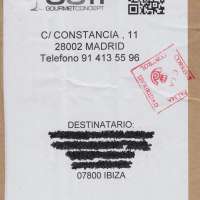 GOURMETCONCEPT
C/ CONSTANCIA , 11
28002 MADRID
Telefono 91 413 55 96
DESTINATARIO:
07800 IBIZA